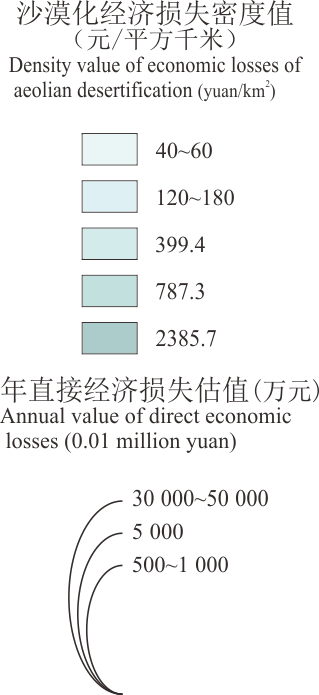 沙漠化经济损失密度值
（元/平方千米）
Density value of economic losses of
aeolian desertification (yuan/km²)
40~60
120~180
399.4
787.3
2385.7
年直接经济损失估值(万元)
Annual value of direct economic
losses (0.01 million yuan)
30 000~50 000
5 000
500~1 000